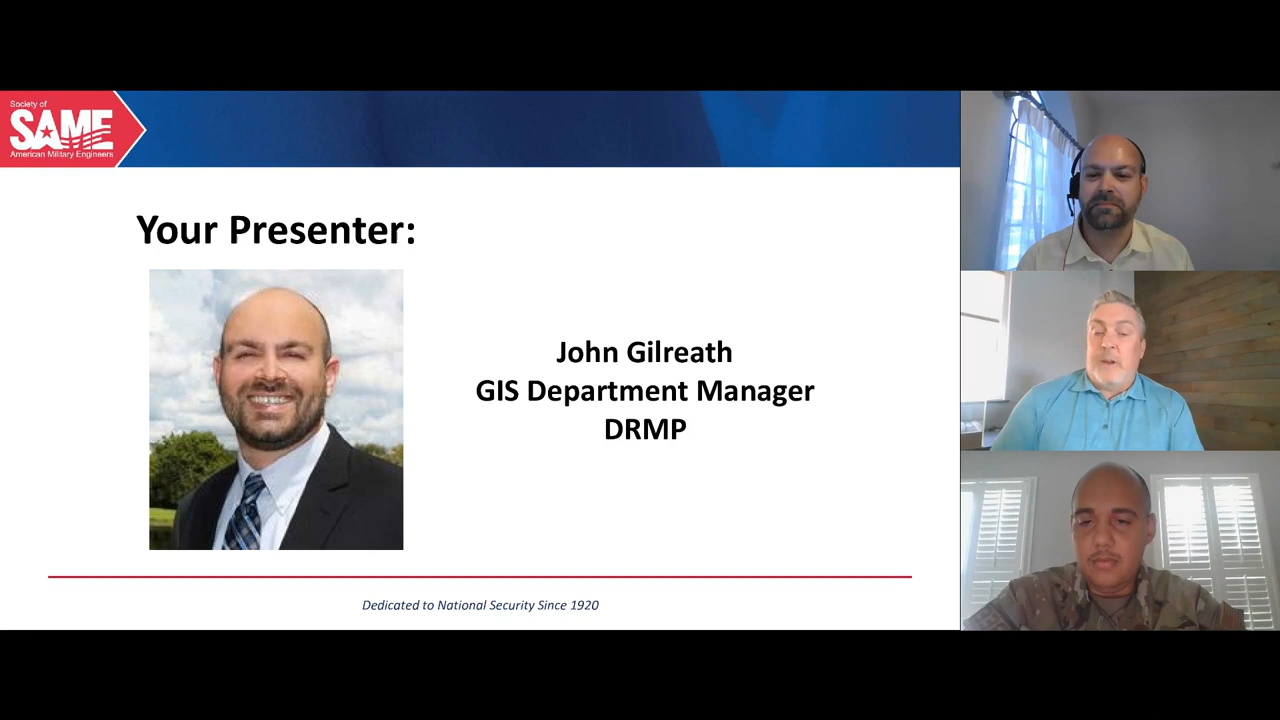 Society of
SAME
American Military Engineers
Your Presenter:
John Gilreath
GIS Department Manager
DRMP
Dedicated to National Security Since 1920